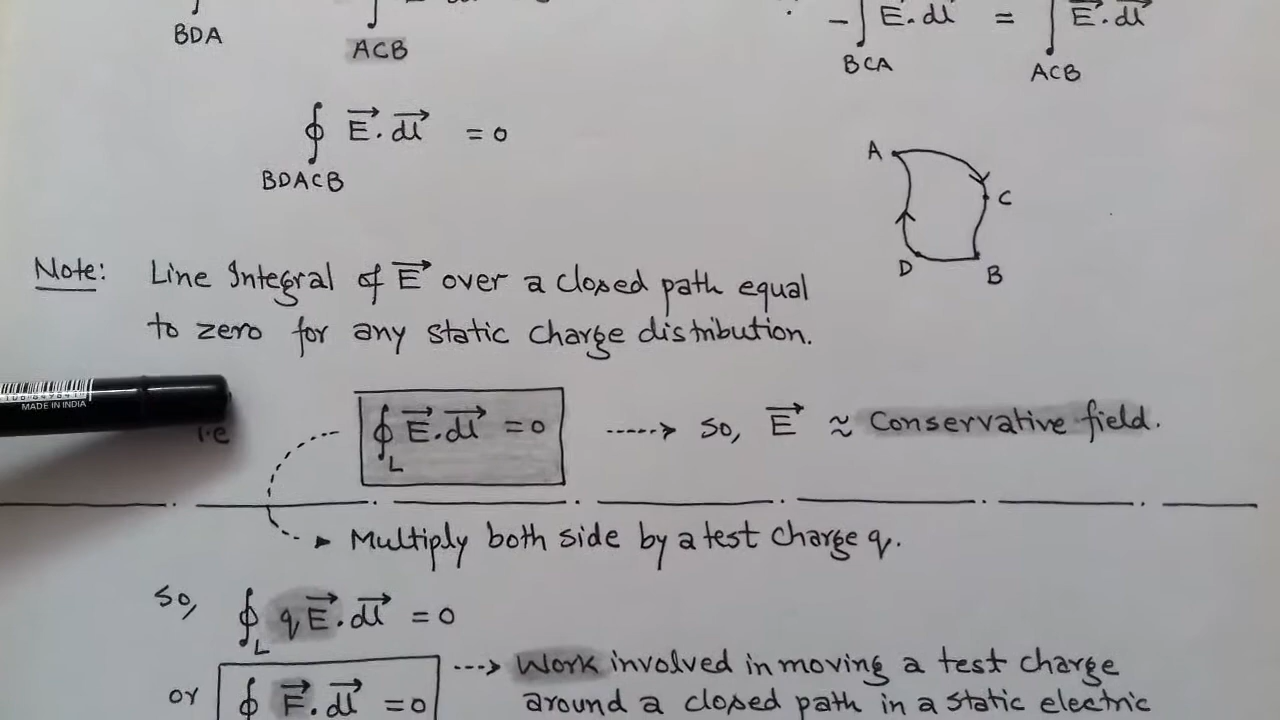 BDA
ACB
-∫ E⃗.dl⃗ = ∫ E⃗.dl⃗
BCA
ACB
∮ E⃗.dl⃗ = 0
BDACB
A
C
D
B
Note: Line Integral of E⃗ over a closed path equal
to zero for any static charge distribution.
MADE IN INDIA
i.e
∮ E⃗.dl⃗ = 0 -----> So, E⃗ ≈ Conservative field.
L
Multiply both side by a test charge q.
So, ∮ qE⃗.dl⃗ = 0
L
or ∮ F⃗.dl⃗ = 0 ---> Work involved in moving a test charge
around a closed path in a static electric